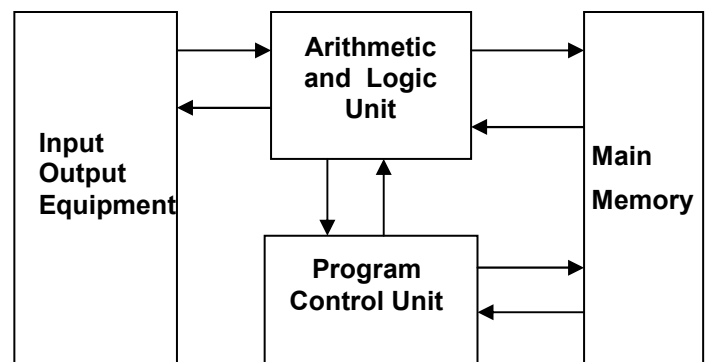 Input
Output
Equipment
Arithmetic
and Logic
Unit
Program
Control Unit
Main
Memory